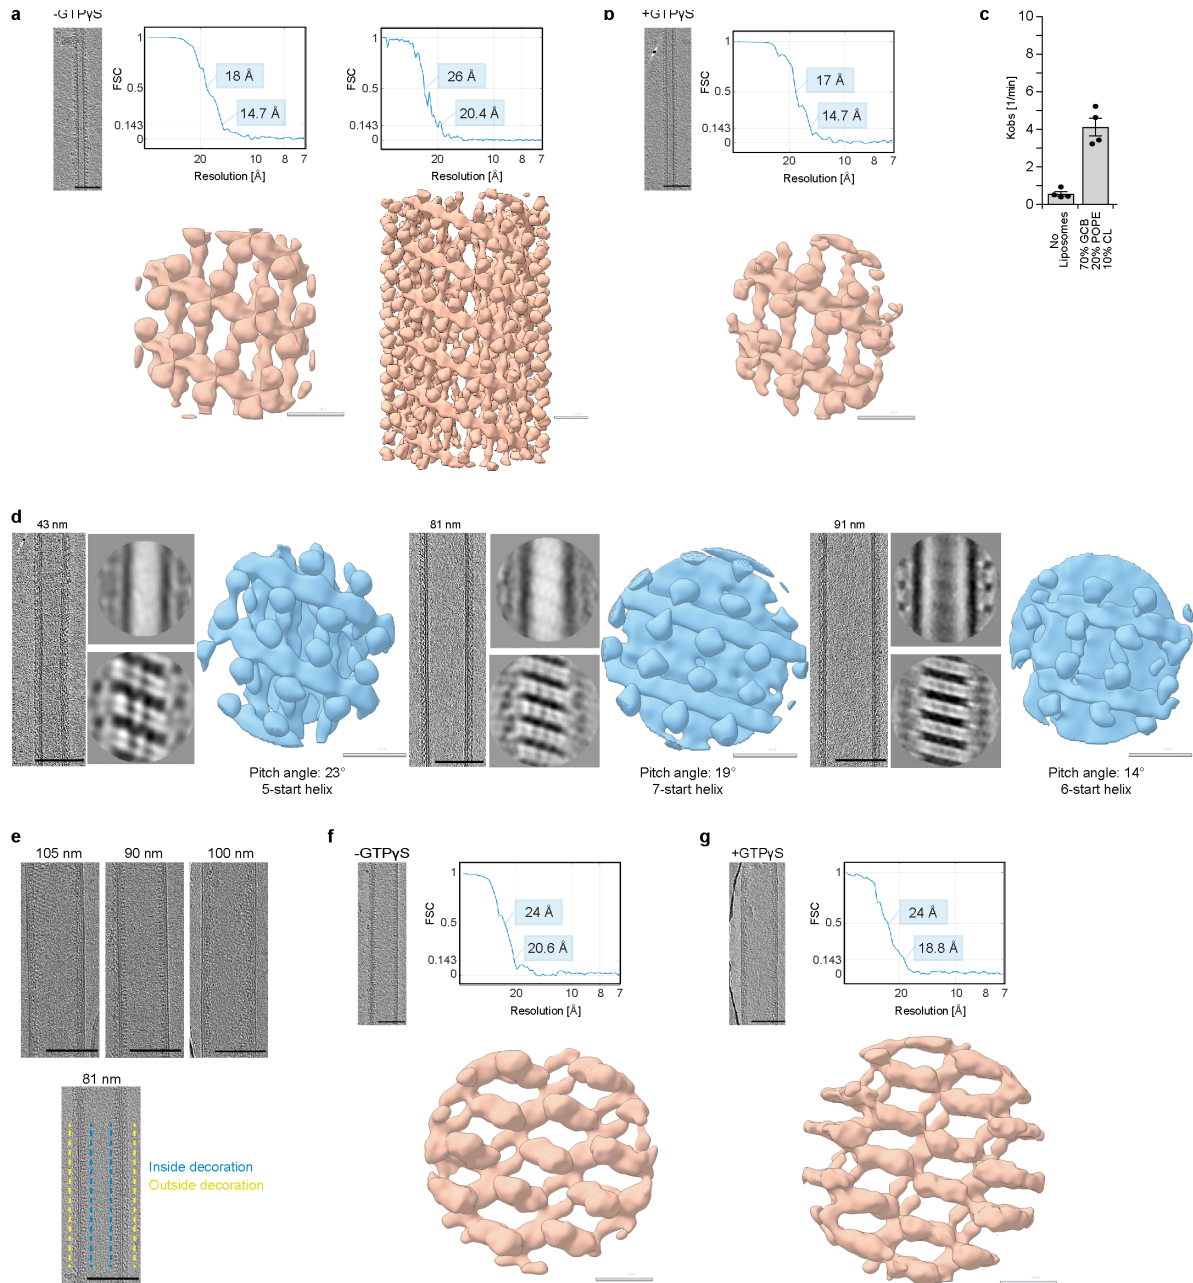 a
-GTPγS
FSC
1
0.5
0.143
0
18 Å
14.7 Å
20
10
8
7
Resolution [Å]
FSC
1
0.5
0.143
0
26 Å
20.4 Å
20
10
8
7
Resolution [Å]
b
+GTPγS
FSC
1
0.5
0.143
0
17 Å
14.7 Å
20
10
8
7
Resolution [Å]
c
Kobs [1/min]
10
8
6
4
2
0
No
Liposomes
70% GCB
20% POPE
10% CL
d
43 nm
Pitch angle: 23°
5-start helix
81 nm
Pitch angle: 19°
7-start helix
91 nm
Pitch angle: 14°
6-start helix
e
105 nm
90 nm
100 nm
81 nm
Inside decoration
Outside decoration
f
-GTPγS
FSC
1
0.5
0.143
0
24 Å
20.6 Å
20
10
8
7
Resolution [Å]
g
+GTPγS
FSC
1
0.5
0.143
0
24 Å
18.8 Å
20
10
8
7
Resolution [Å]